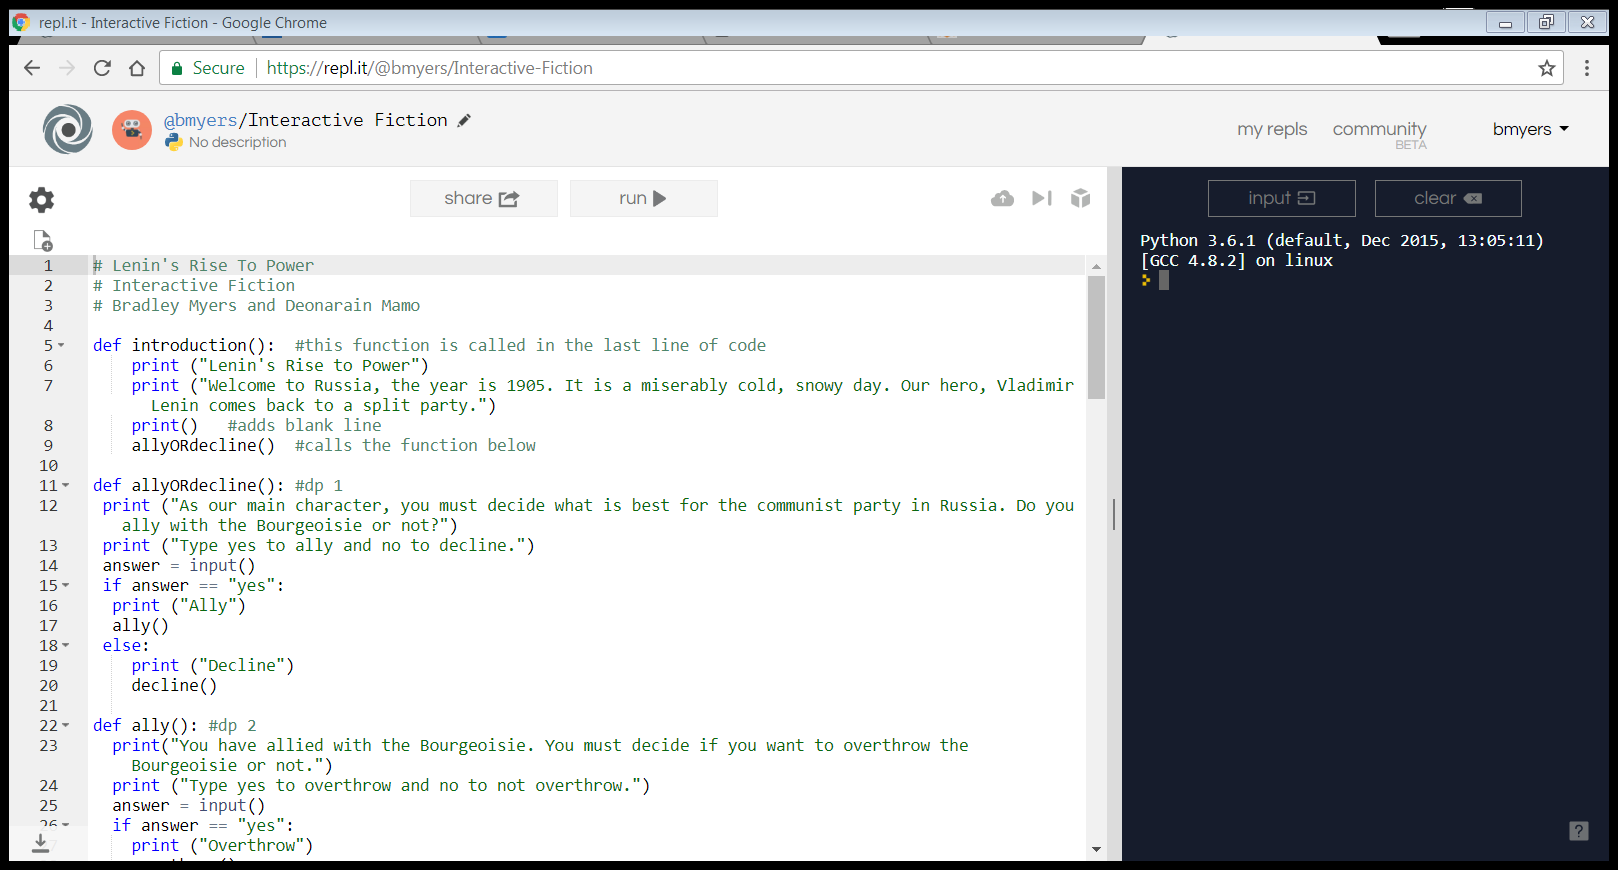 repl.it - Interactive Fiction - Google Chrome
Secure https://repl.it/@bmyers/Interactive-Fiction
@bmyers/Interactive Fiction
No description
my repls community BETA bmyers
share run
input clear
Python 3.6.1 (default, Dec 2015, 13:05:11)
[GCC 4.8.2] on linux
1 # Lenin's Rise To Power
2 # Interactive Fiction
3 # Bradley Myers and Deonarain Mamo
4
5 def introduction():  #this function is called in the last line of code
6 print ("Lenin's Rise to Power")
7 print ("Welcome to Russia, the year is 1905. It is a miserably cold, snowy day. Our hero, Vladimir
Lenin comes back to a split party.")
8 print()   #adds blank line
9 allyORdecline()  #calls the function below
10
11 def allyORdecline(): #dp 1
12 print ("As our main character, you must decide what is best for the communist party in Russia. Do you
ally with the Bourgeoisie or not?")
13 print ("Type yes to ally and no to decline.")
14 answer = input()
15 if answer == "yes":
16 print ("Ally")
17 ally()
18 else:
19 print ("Decline")
20 decline()
21
22 def ally(): #dp 2
23 print("You have allied with the Bourgeoisie. You must decide if you want to overthrow the
Bourgeoisie or not.")
24 print ("Type yes to overthrow and no to not overthrow.")
25 answer = input()
26 if answer == "yes":
print ("Overthrow")
?